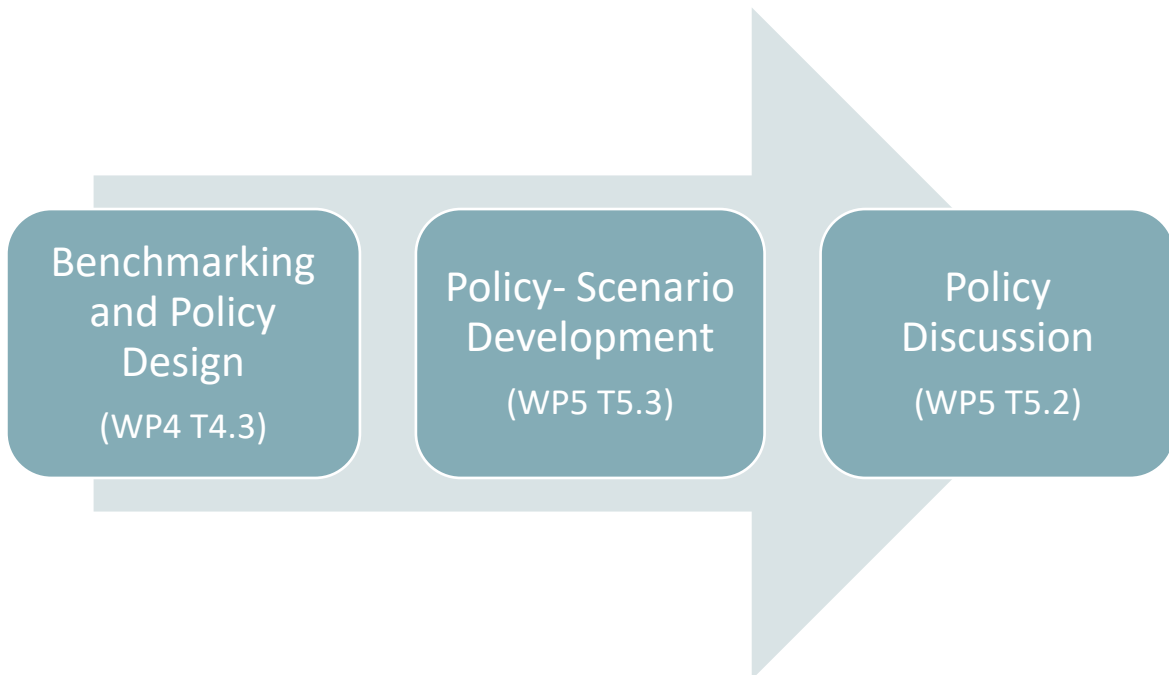 Benchmarking
and Policy
Design
(WP4 T4.3)
Policy- Scenario
Development
(WP5 T5.3)
Policy
Discussion
(WP5 T5.2)